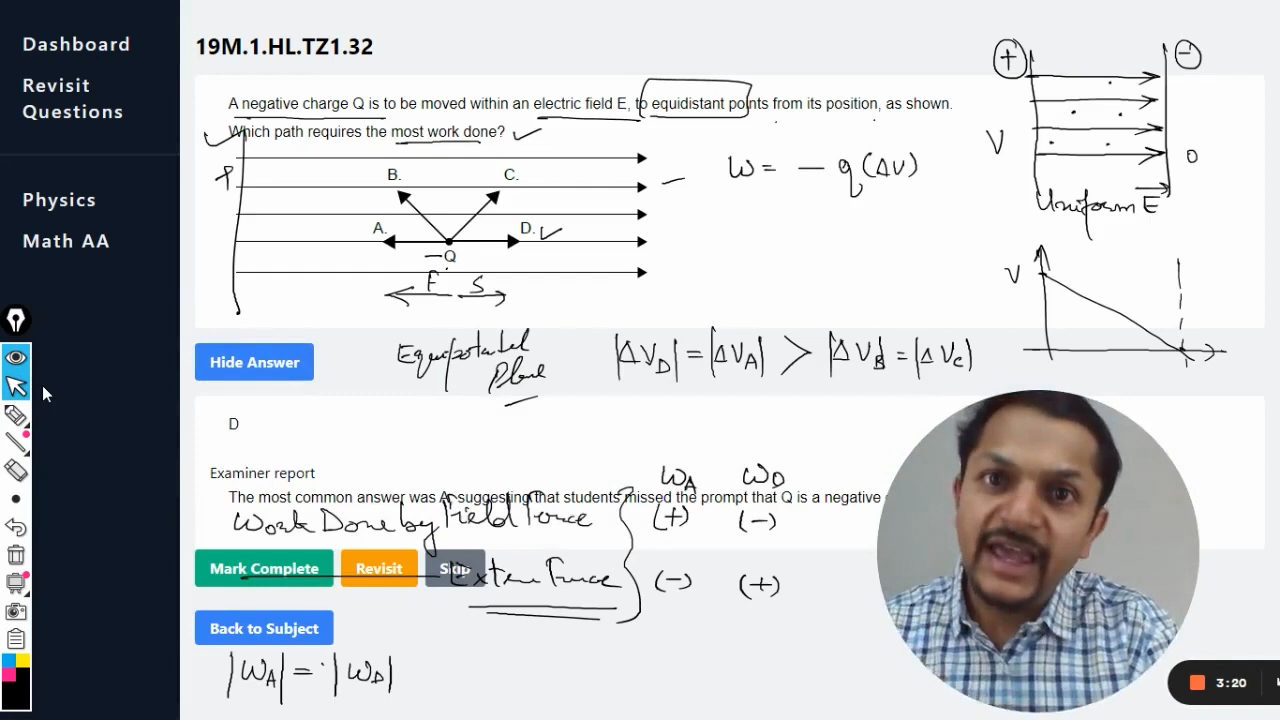 Dashboard
Revisit
Questions
Physics
Math AA
19M.1.HL.TZ1.32
A negative charge Q is to be moved within an electric field E, to equidistant points from its position, as shown.
Which path requires the most work done?
B.
C.
A.
D.
-Q
F S
W = - q(ΔV)
+ -
V 0
Uniform E
V
Hide Answer
Equipotential
|ΔV_D| = |ΔV_A| > |ΔV_B| = |ΔV_C|
D
Examiner report
The most common answer was A, suggesting that students missed the prompt that Q is a negative
W_A W_D
Work Done by Field Force (+) (-)
Extern Force (-) (+)
Mark Complete
Revisit
Skip
Back to Subject
|W_A| = |W_D|
3:20